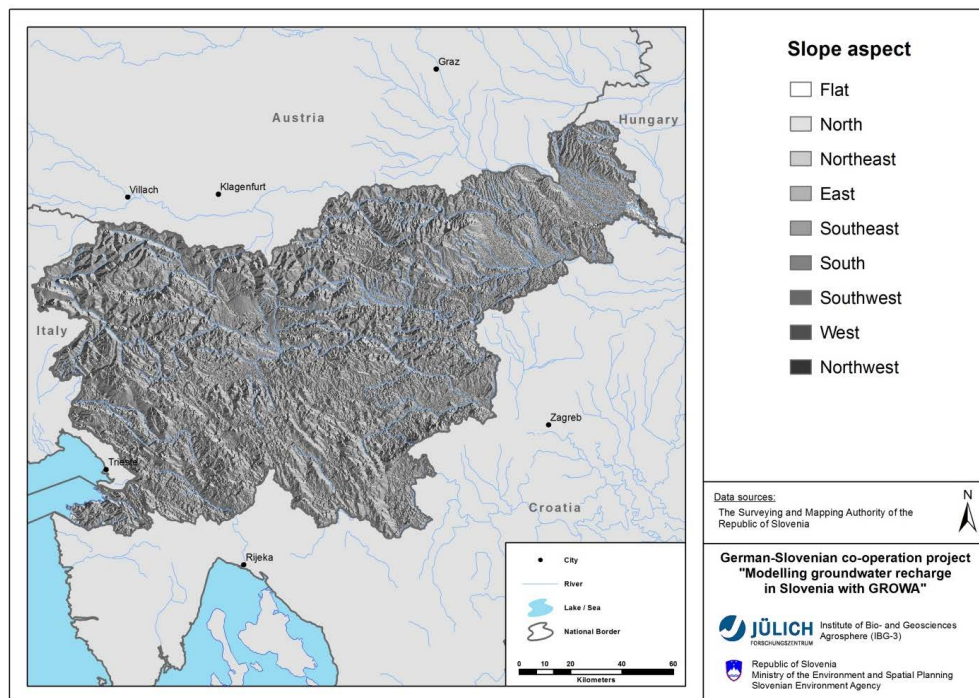 Graz
Austria
Hungary
Villach
Klagenfurt
Italy
Zagreb
Trieste
Croatia
Rijeka
City
River
Lake / Sea
National Border
0 10 20 40 60
Kilometers
Slope aspect
Flat
North
Northeast
East
Southeast
South
Southwest
West
Northwest
Data sources:
The Surveying and Mapping Authority of the
Republic of Slovenia
N
German-Slovenian co-operation project
"Modelling groundwater recharge
in Slovenia with GROWA"
JÜLICH
FORSCHUNGSZENTRUM
Institute of Bio- and Geosciences
Agrosphere (IBG-3)
Republic of Slovenia
Ministry of the Environment and Spatial Planning
Slovenian Environment Agency